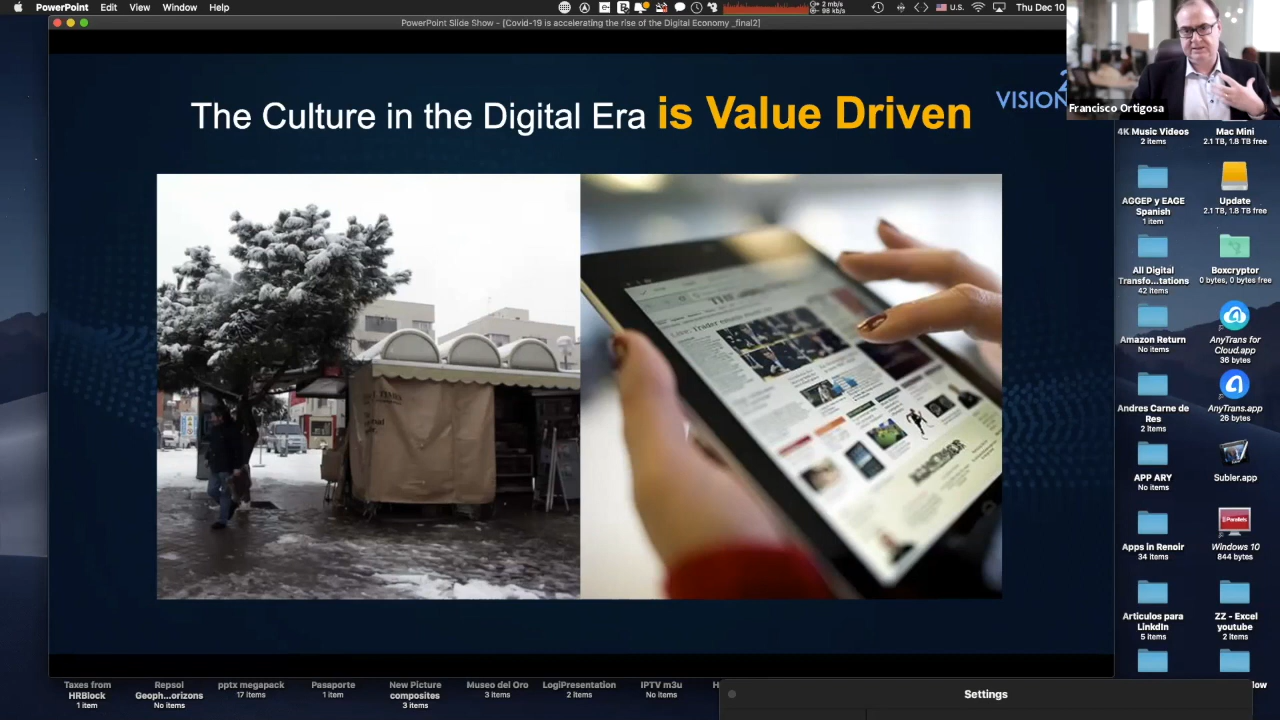 PowerPoint Edit View Window Help
2 mb/s
98 kb/s
U.S.
Thu Dec 10
PowerPoint Slide Show - [Covid-19 is accelerating the rise of the Digital Economy _final2]
The Culture in the Digital Era is Value Driven
VISION
Francisco Ortigosa
4K Music Videos
2 items
Mac Mini
2.1 TB, 1.8 TB free
AGGEP y EAGE
Spanish
1 item
Update
2.1 TB, 1.8 TB free
All Digital
Transfo...tations
42 items
Boxcryptor
0 bytes, 0 bytes free
Amazon Return
No items
AnyTrans for
Cloud.app
36 bytes
Andres Carne de
Res
2 items
AnyTrans.app
26 bytes
APP ARY
No items
Subler.app
Apps in Renoir
34 items
Parallels
Windows 10
844 bytes
Articulos para
LinkdIn
5 items
ZZ - Excel
youtube
2 items
Taxes from
HRBlock
1 item
Repsol
Geoph...orizons
No items
pptx megapack
17 items
Pasaporte
1 item
New Picture
composites
3 items
Museo del Oro
3 items
LogiPresentation
2 items
IPTV m3u
No items
Settings